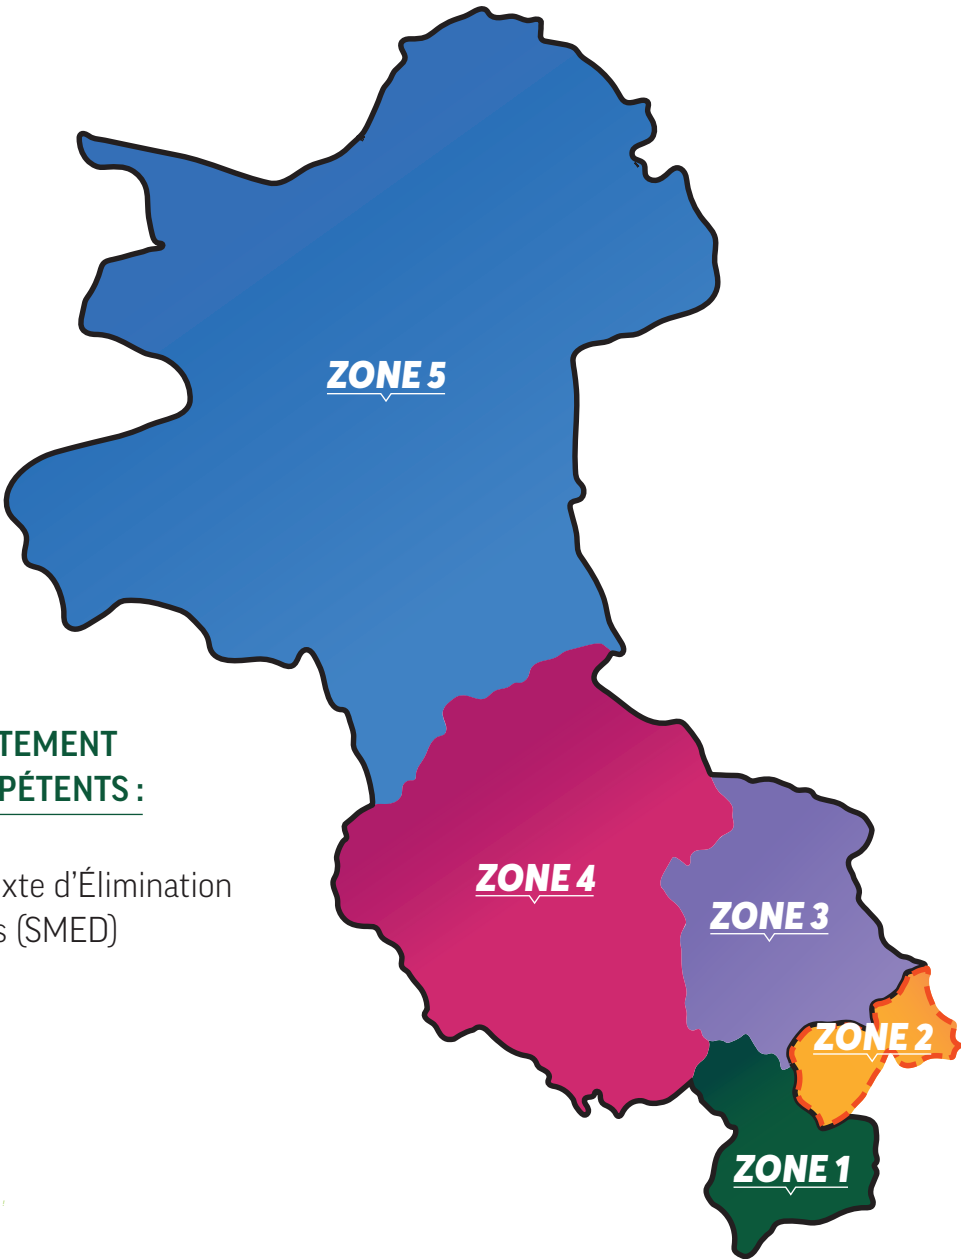 ZONE 5
TEMENT
PÉTENTS :
ZONE 4
xte d'Élimination
s (SMED)
ZONE 3
ZONE 2
ZONE 1